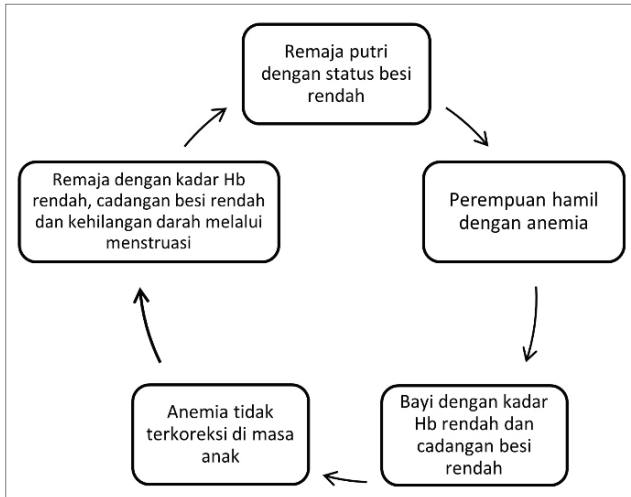 Remaja putri
dengan status besi
rendah
Perempuan hamil
dengan anemia
Bayi dengan kadar
Hb rendah dan
cadangan besi
rendah
Anemia tidak
terkoreksi di masa
anak
Remaja dengan kadar Hb
rendah, cadangan besi rendah
dan kehilangan darah melalui
menstruasi